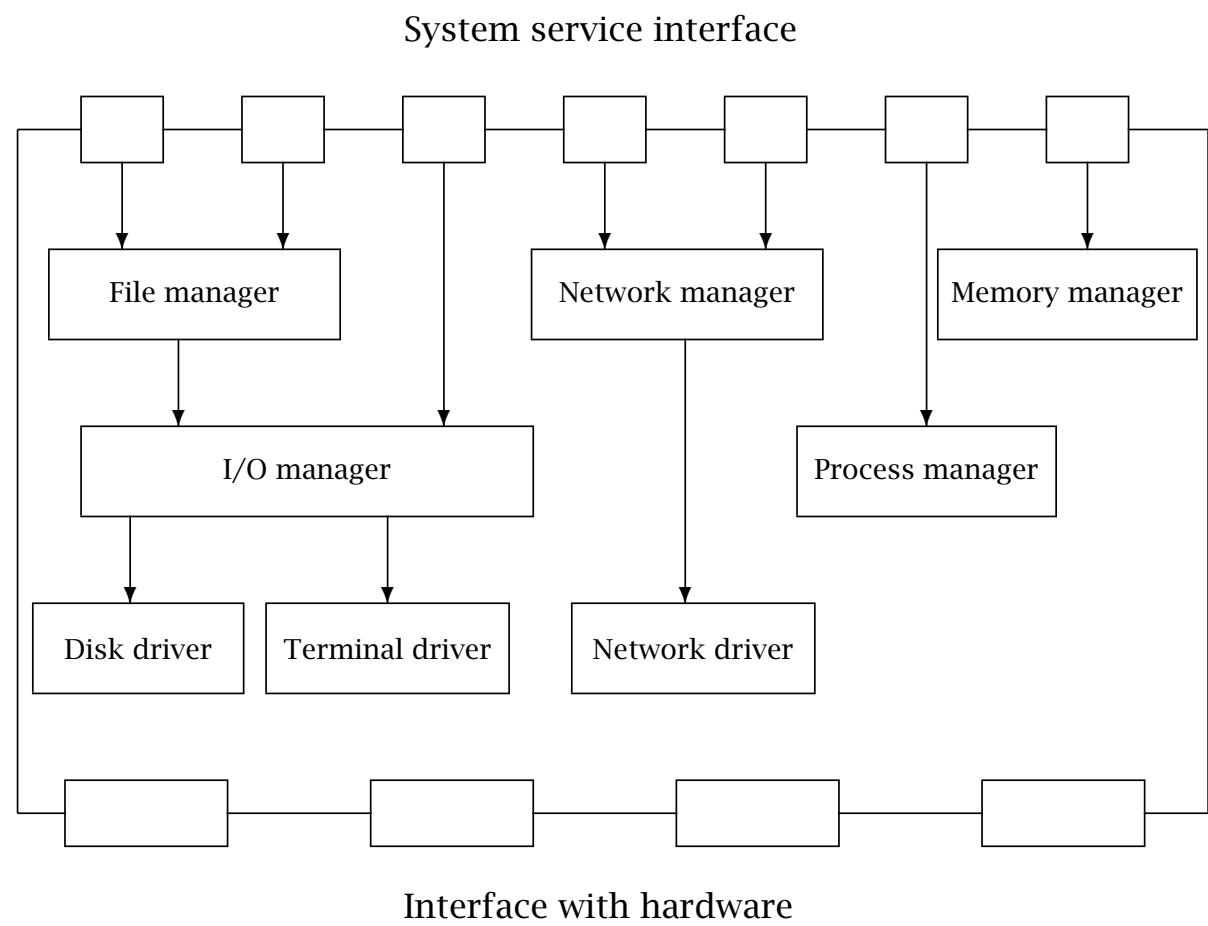 System service interface
File manager
Network manager
Memory manager
I/O manager
Process manager
Disk driver
Terminal driver
Network driver
Interface with hardware